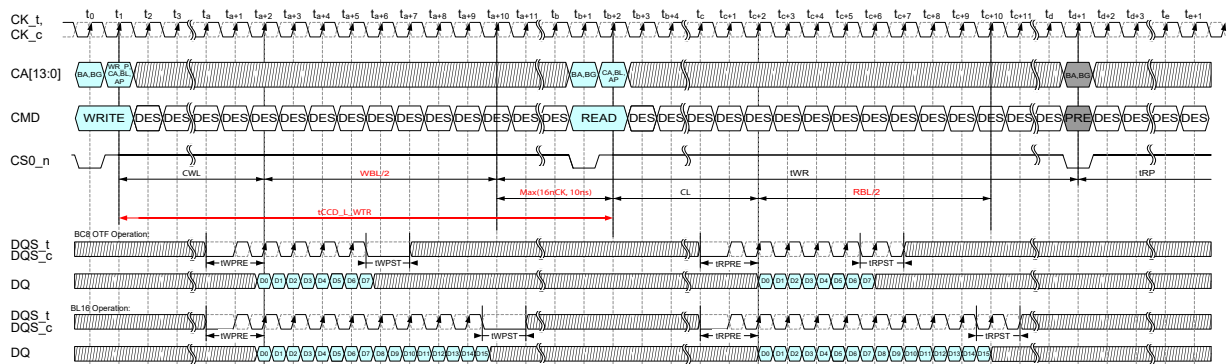 CK_t, CK_c t0 t1 t2 t3 ta ta+1 ta+2 ta+3 ta+4 ta+5 ta+6 ta+7 ta+8 ta+9 ta+10 ta+11 tb tb+1 tb+2 tb+3 tb+4 tc tc+1 tc+2 tc+3 tc+4 tc+5 tc+6 tc+7 tc+8 tc+9 tc+10 tc+11 td td+1 td+2 td+3 te te+1
CA[13:0] BA,BG WR_P, CA,BL, AP BA,BG CA,BL, AP BA,BG
CMD WRITE DES DES DES DES DES DES DES DES DES DES DES DES DES DES DES READ DES DES DES DES DES DES DES DES DES DES DES DES DES DES DES PRE DES DES DES DES
CS0_n
CWL WBL/2 tWR tRP
Max(16nCK, 10ns) CL RBL/2
tCCD_L_WTR
BC8 OTF Operation:
DQS_t
DQS_c
tWPRE tWPST tRPRE tRPST
DQ D0 D1 D2 D3 D4 D5 D6 D7 D0 D1 D2 D3 D4 D5 D6 D7
BL16 Operation:
DQS_t
DQS_c
tWPRE tWPST tRPRE tRPST
DQ D0 D1 D2 D3 D4 D5 D6 D7 D8 D9 D10 D11 D12 D13 D14 D15 D0 D1 D2 D3 D4 D5 D6 D7 D8 D9 D10 D11 D12 D13 D14 D15